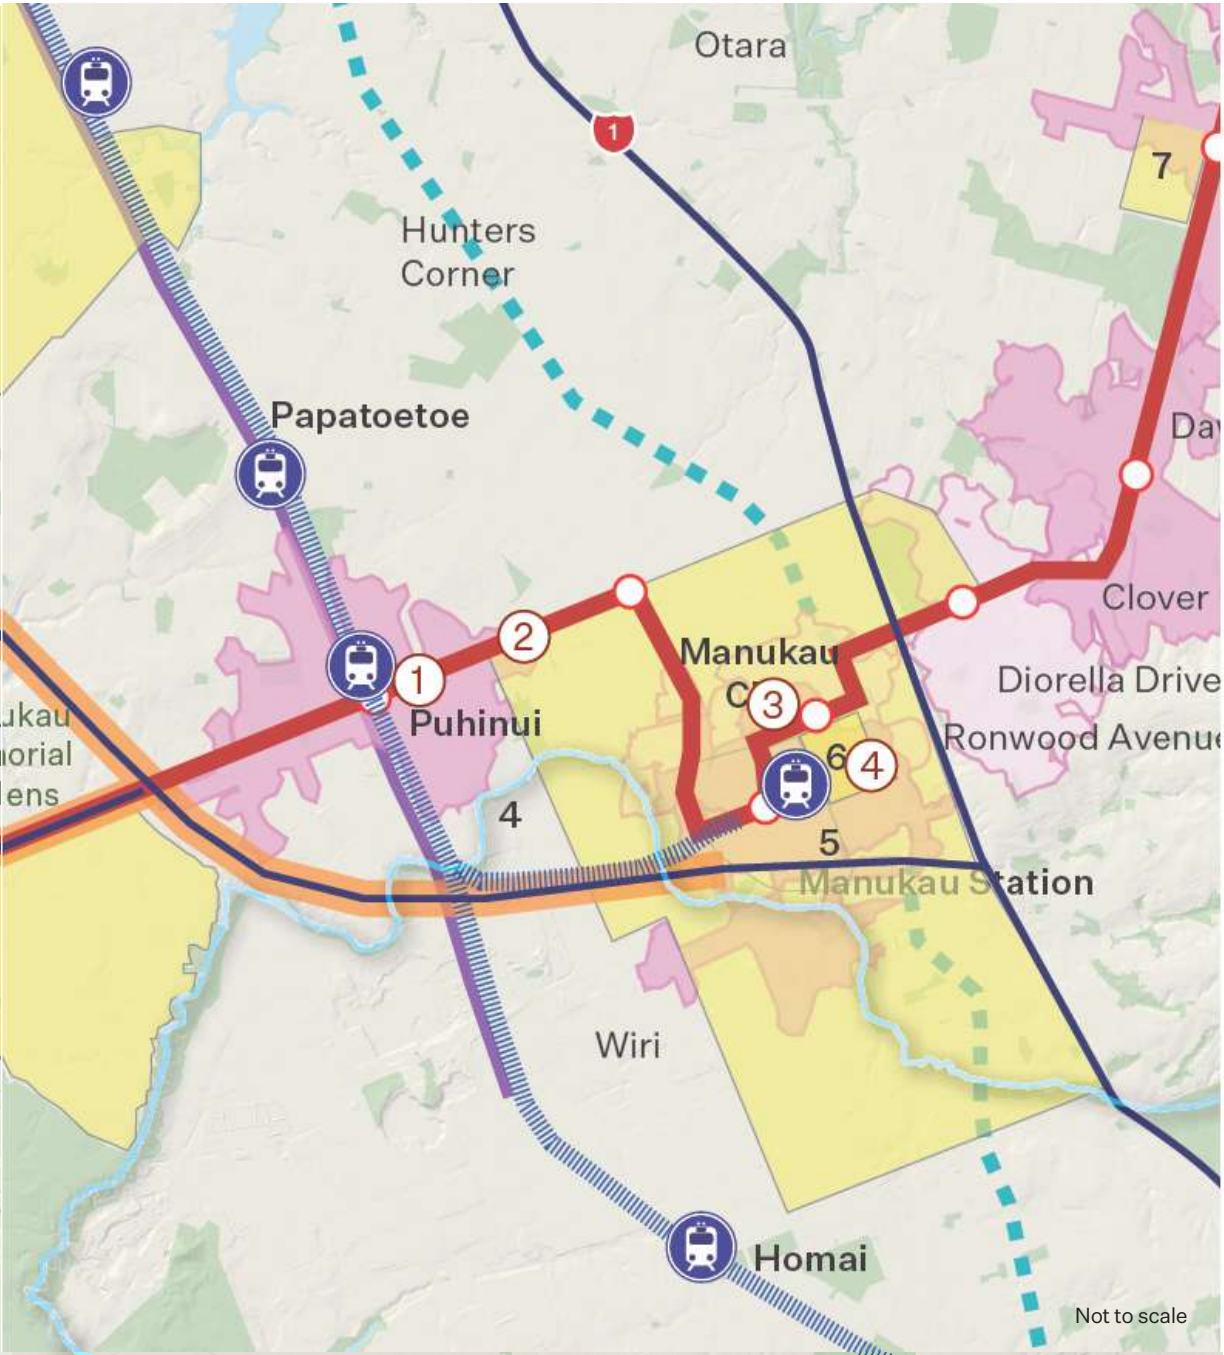 Otara
1
7
Hunters
Corner
Papatoetoe
Da
Clover
2
Manukau
C
1
3
Diorella Drive
ukau
Puhinui
Ronwood Avenue
orial
6
4
ens
4
5
Manukau Station
Wiri
Homai
Not to scale